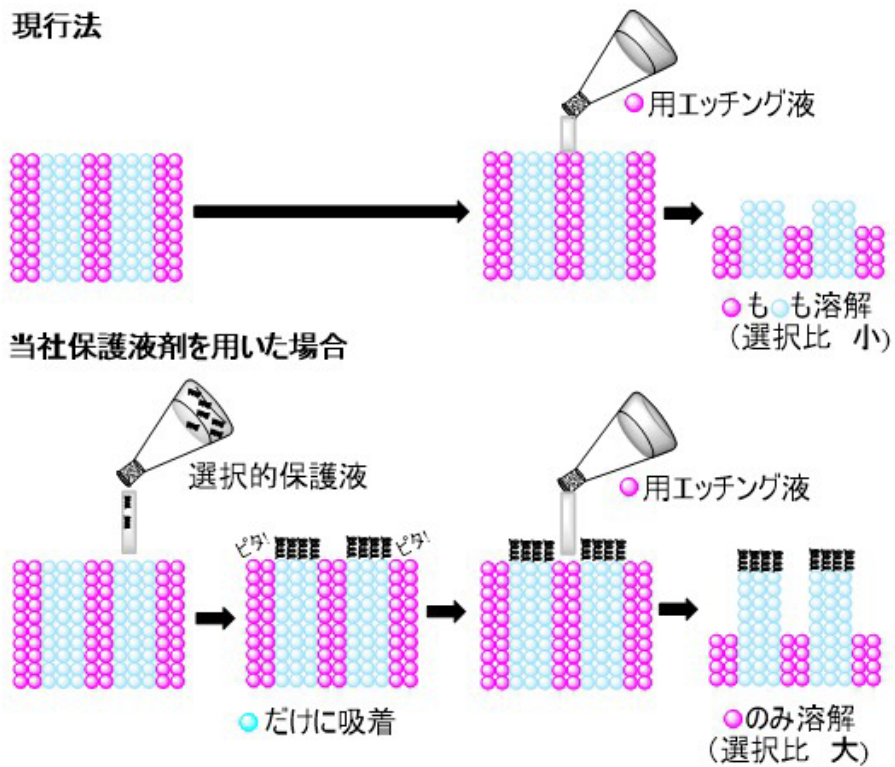 現行法
用エッチング液
も も溶解
(選択比 小)
当社保護液剤を用いた場合
選択的保護液
ピタ!
ピタ!
だけに吸着
用エッチング液
のみ溶解
(選択比 大)